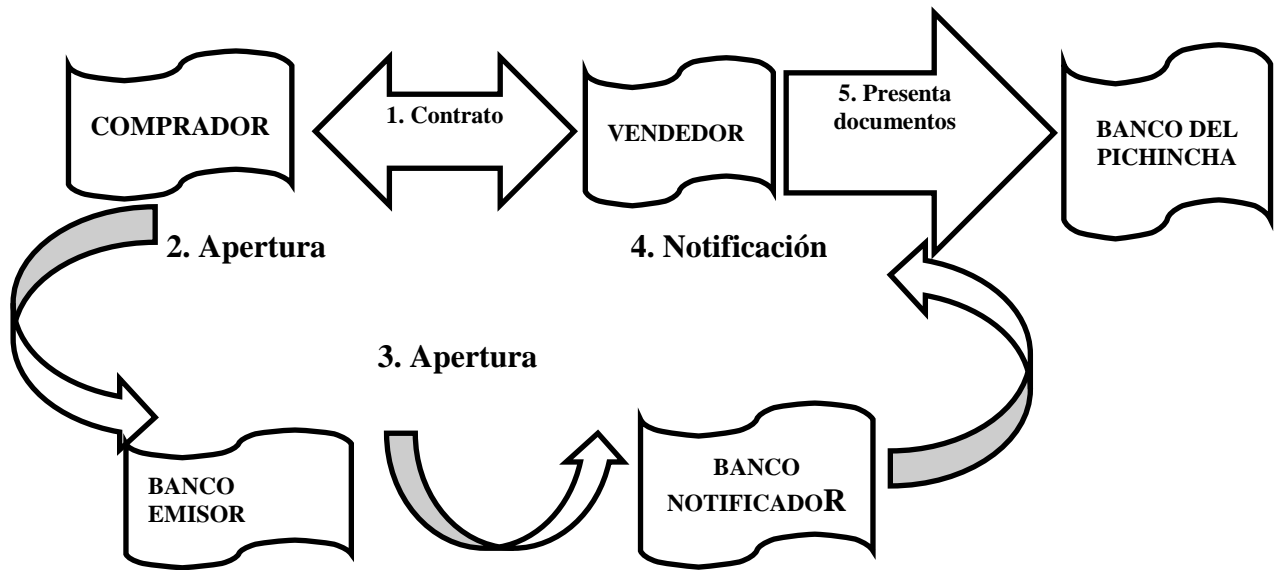 COMPRADOR
1. Contrato
VENDEDOR
5. Presenta
documentos
BANCO DEL
PICHINCHA
2. Apertura
4. Notificación
3. Apertura
BANCO
EMISOR
BANCO
NOTIFICADOR